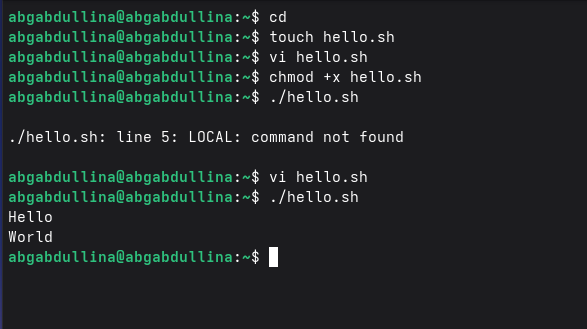 abgabdullina@abgabdullina:~$ cd
abgabdullina@abgabdullina:~$ touch hello.sh
abgabdullina@abgabdullina:~$ vi hello.sh
abgabdullina@abgabdullina:~$ chmod +x hello.sh
abgabdullina@abgabdullina:~$ ./hello.sh
./hello.sh: line 5: LOCAL: command not found
abgabdullina@abgabdullina:~$ vi hello.sh
abgabdullina@abgabdullina:~$ ./hello.sh
Hello
World
abgabdullina@abgabdullina:~$